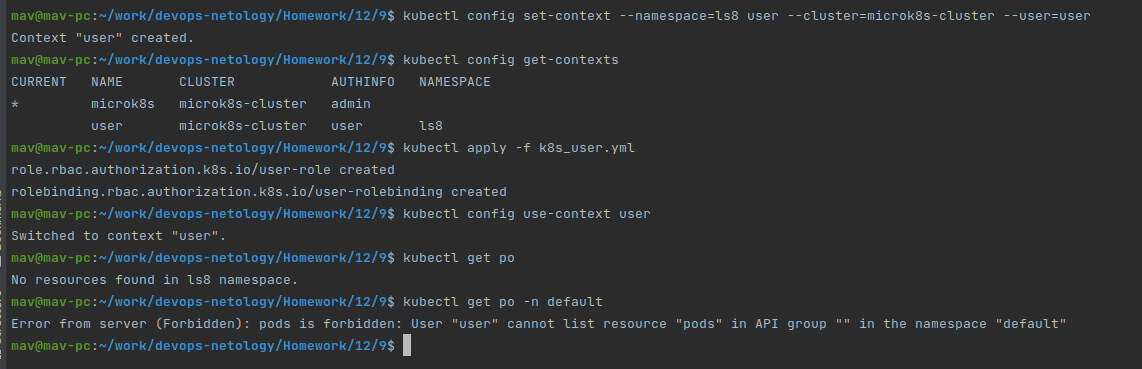 mav@mav-pc:~/work/devops-netology/Homework/12/9$ kubectl config set-context --namespace=ls8 user --cluster=microk8s-cluster --user=user
Context "user" created.
mav@mav-pc:~/work/devops-netology/Homework/12/9$ kubectl config get-contexts
CURRENT   NAME       CLUSTER            AUTHINFO   NAMESPACE
*         microk8s   microk8s-cluster   admin
          user       microk8s-cluster   user       ls8
mav@mav-pc:~/work/devops-netology/Homework/12/9$ kubectl apply -f k8s_user.yml
role.rbac.authorization.k8s.io/user-role created
rolebinding.rbac.authorization.k8s.io/user-rolebinding created
mav@mav-pc:~/work/devops-netology/Homework/12/9$ kubectl config use-context user
Switched to context "user".
mav@mav-pc:~/work/devops-netology/Homework/12/9$ kubectl get po
No resources found in ls8 namespace.
mav@mav-pc:~/work/devops-netology/Homework/12/9$ kubectl get po -n default
Error from server (Forbidden): pods is forbidden: User "user" cannot list resource "pods" in API group "" in the namespace "default"
mav@mav-pc:~/work/devops-netology/Homework/12/9$